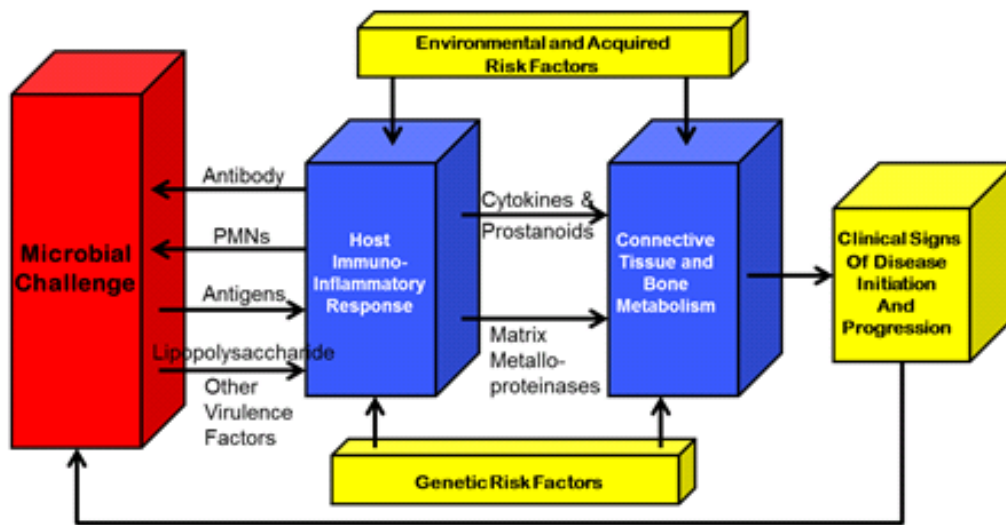 Environmental and Acquired
Risk Factors
Microbial
Challenge
Antibody
PMNs
Antigens
Lipopolysaccharide
Other
Virulence
Factors
Host
Immuno-
Inflammatory
Response
Cytokines &
Prostanoids
Matrix
Metallo-
proteinases
Connective
Tissue and
Bone
Metabolism
Clinical Signs
Of Disease
Initiation
And
Progression
Genetic Risk Factors